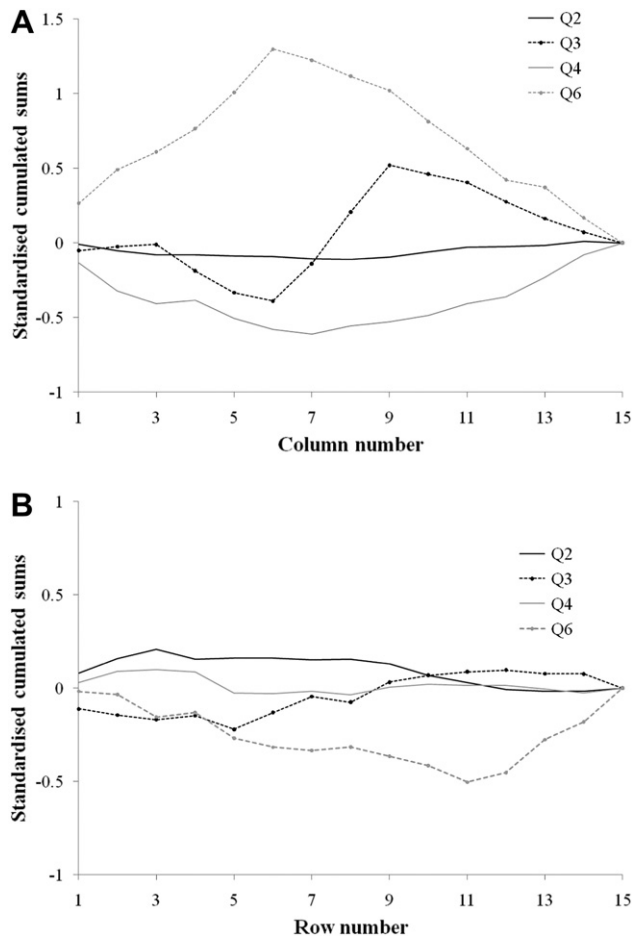 A
1.5
1
0.5
0
-0.5
-1
Standardised cumulated sums
Q2
Q3
Q4
Q6
1 3 5 7 9 11 13 15
Column number
B
1
0.5
0
-0.5
-1
Standardised cumulated sums
Q2
Q3
Q4
Q6
1 3 5 7 9 11 13 15
Row number